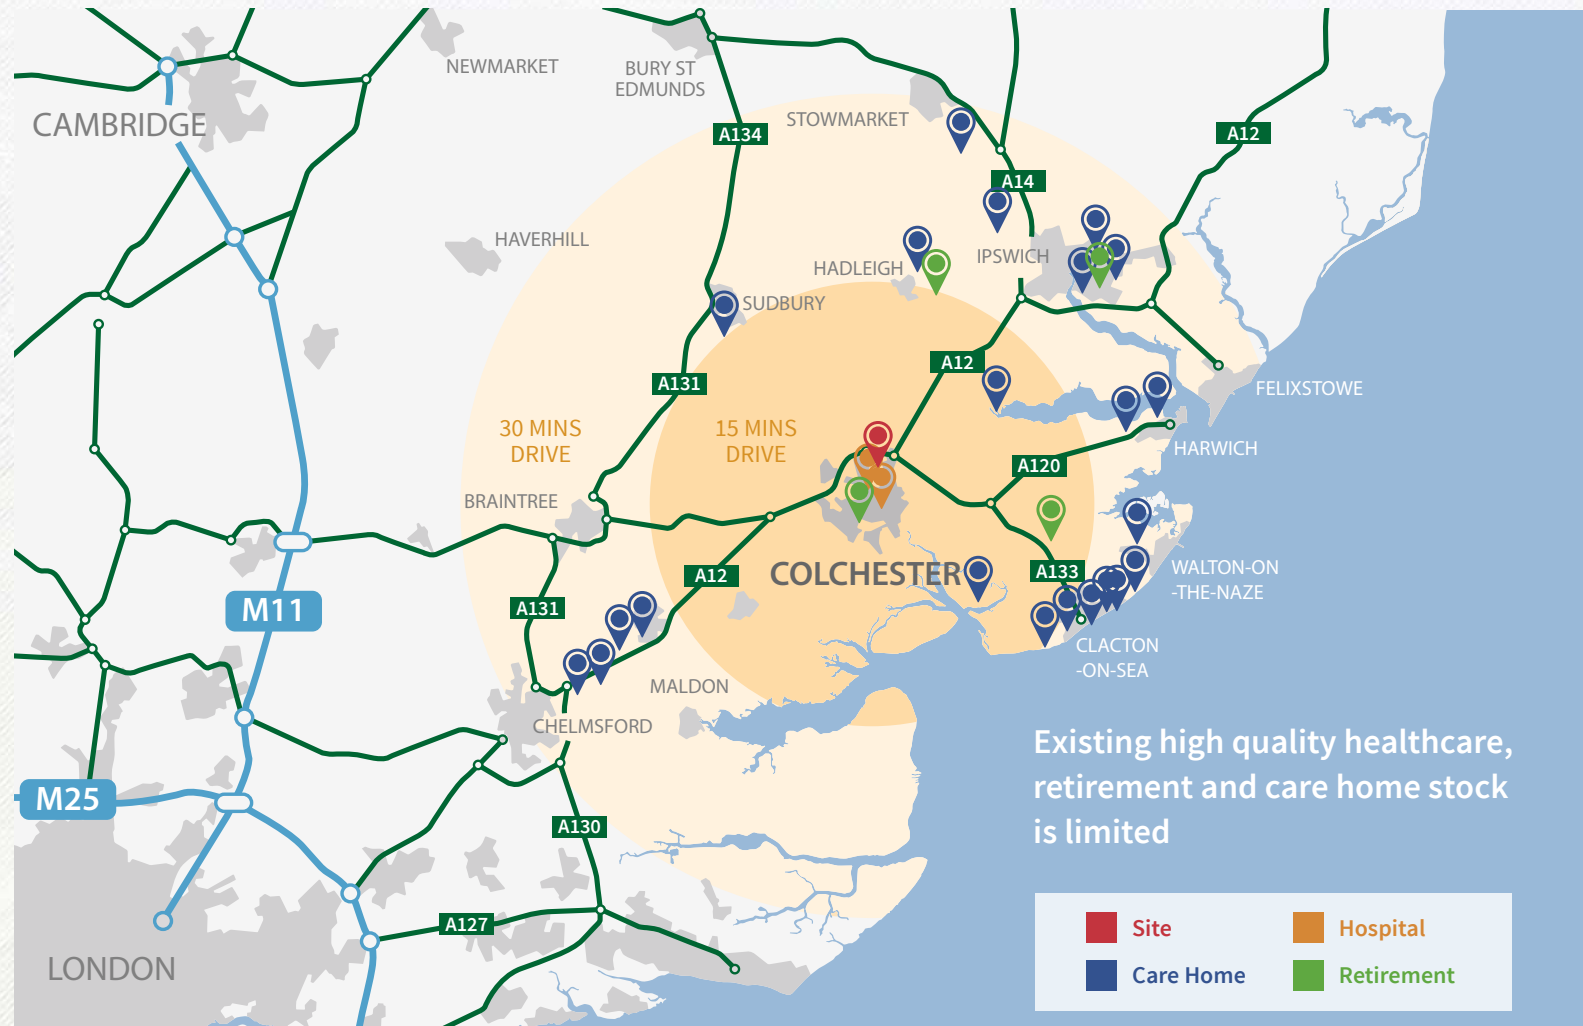 NEWMARKET
BURY ST
EDMUNDS
CAMBRIDGE
STOWMARKET
A134
A12
A14
HAVERHILL
IPSWICH
HADLEIGH
SUDBURY
A12
A131
FELIXSTOWE
30 MINS
DRIVE
15 MINS
DRIVE
HARWICH
A120
BRAINTREE
COLCHESTER
A133
WALTON-ON
-THE-NAZE
A12
M11
A131
CLACTON
-ON-SEA
MALDON
CHELMSFORD
Existing high quality healthcare,
retirement and care home stock
is limited
M25
A130
A127
LONDON
Site
Hospital
Care Home
Retirement